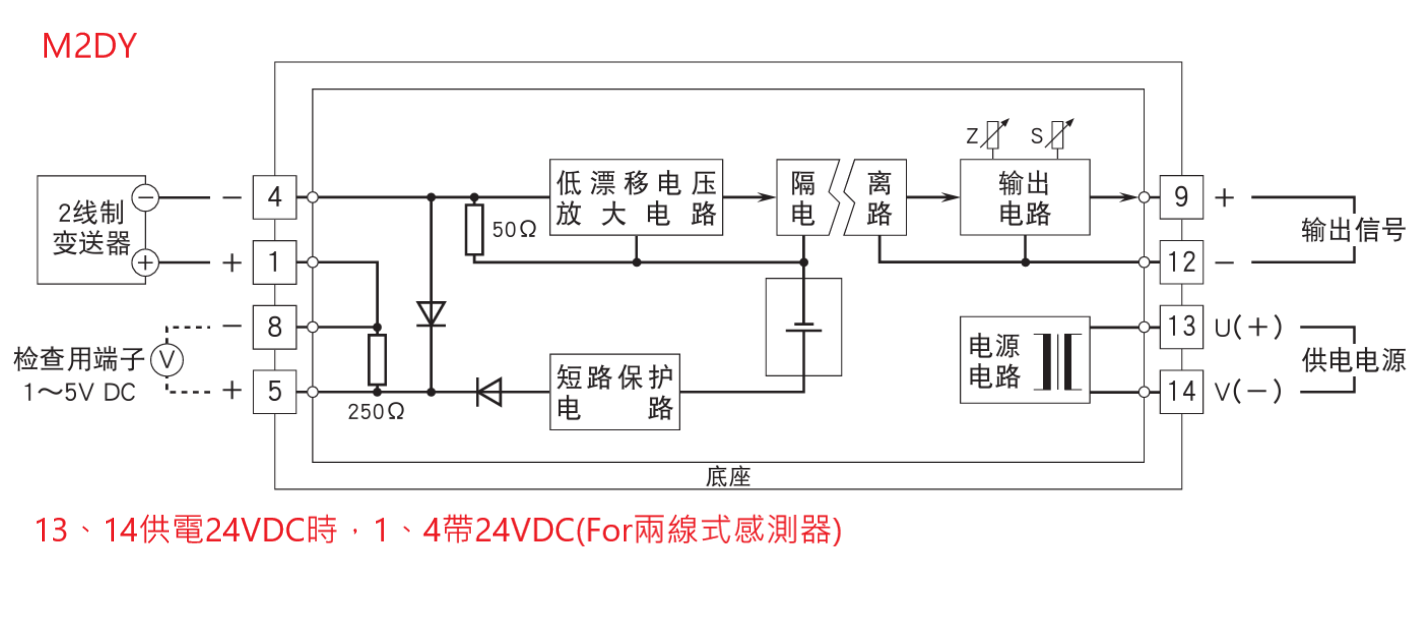 M2DY
Z
S
2线制
变送器
−
+
−
4
+
1
−
8
+
5
检查用端子
1～5V DC
V
250Ω
50Ω
低漂移电压
放大电路
隔
电
离
路
输出
电路
短路保护
电路
电源
电路
9
+
12
−
输出信号
13
U(+)
14
V(−)
供电电源
底座
13、14供電24VDC時，1、4帶24VDC(For兩線式感測器)